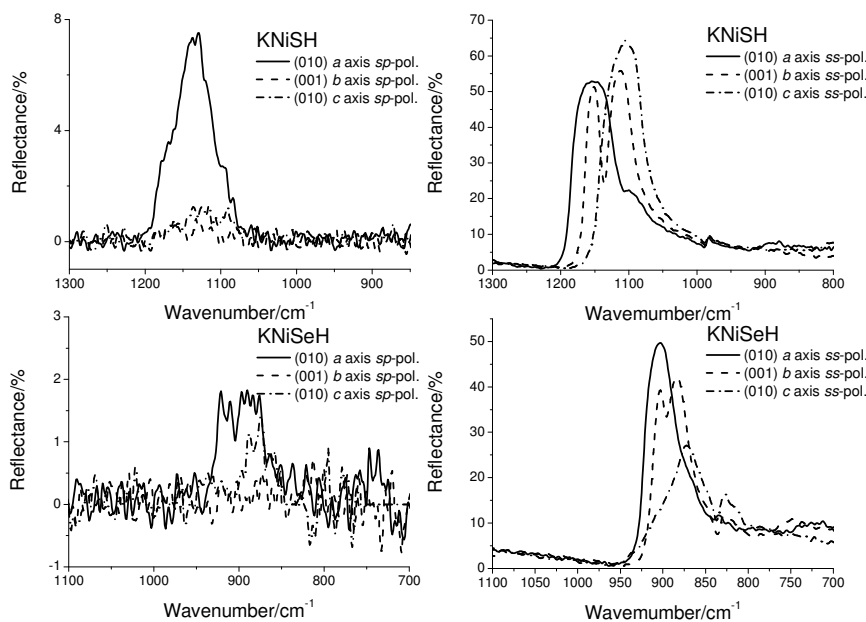 KNiSH
(010) a axis sp-pol.
(001) b axis sp-pol.
(010) c axis sp-pol.
Reflectance/%
8
4
0
1300 1200 1100 1000 900
Wavenumber/cm-1
KNiSH
(010) a axis ss-pol.
(001) b axis ss-pol.
(010) c axis ss-pol.
Reflectance/%
70
60
50
40
30
20
10
0
1300 1200 1100 1000 900 800
Wavemumber/cm-1
KNiSeH
(010) a axis sp-pol.
(001) b axis sp-pol.
(010) c axis sp-pol.
Reflectance/%
3
2
1
0
-1
1100 1000 900 800 700
Wavenumber/cm-1
KNiSeH
(010) a axis ss-pol.
(001) b axis ss-pol.
(010) c axis ss-pol.
Reflectance/%
50
40
30
20
10
0
1100 1050 1000 950 900 850 800 750 700
Wavemumber/cm-1